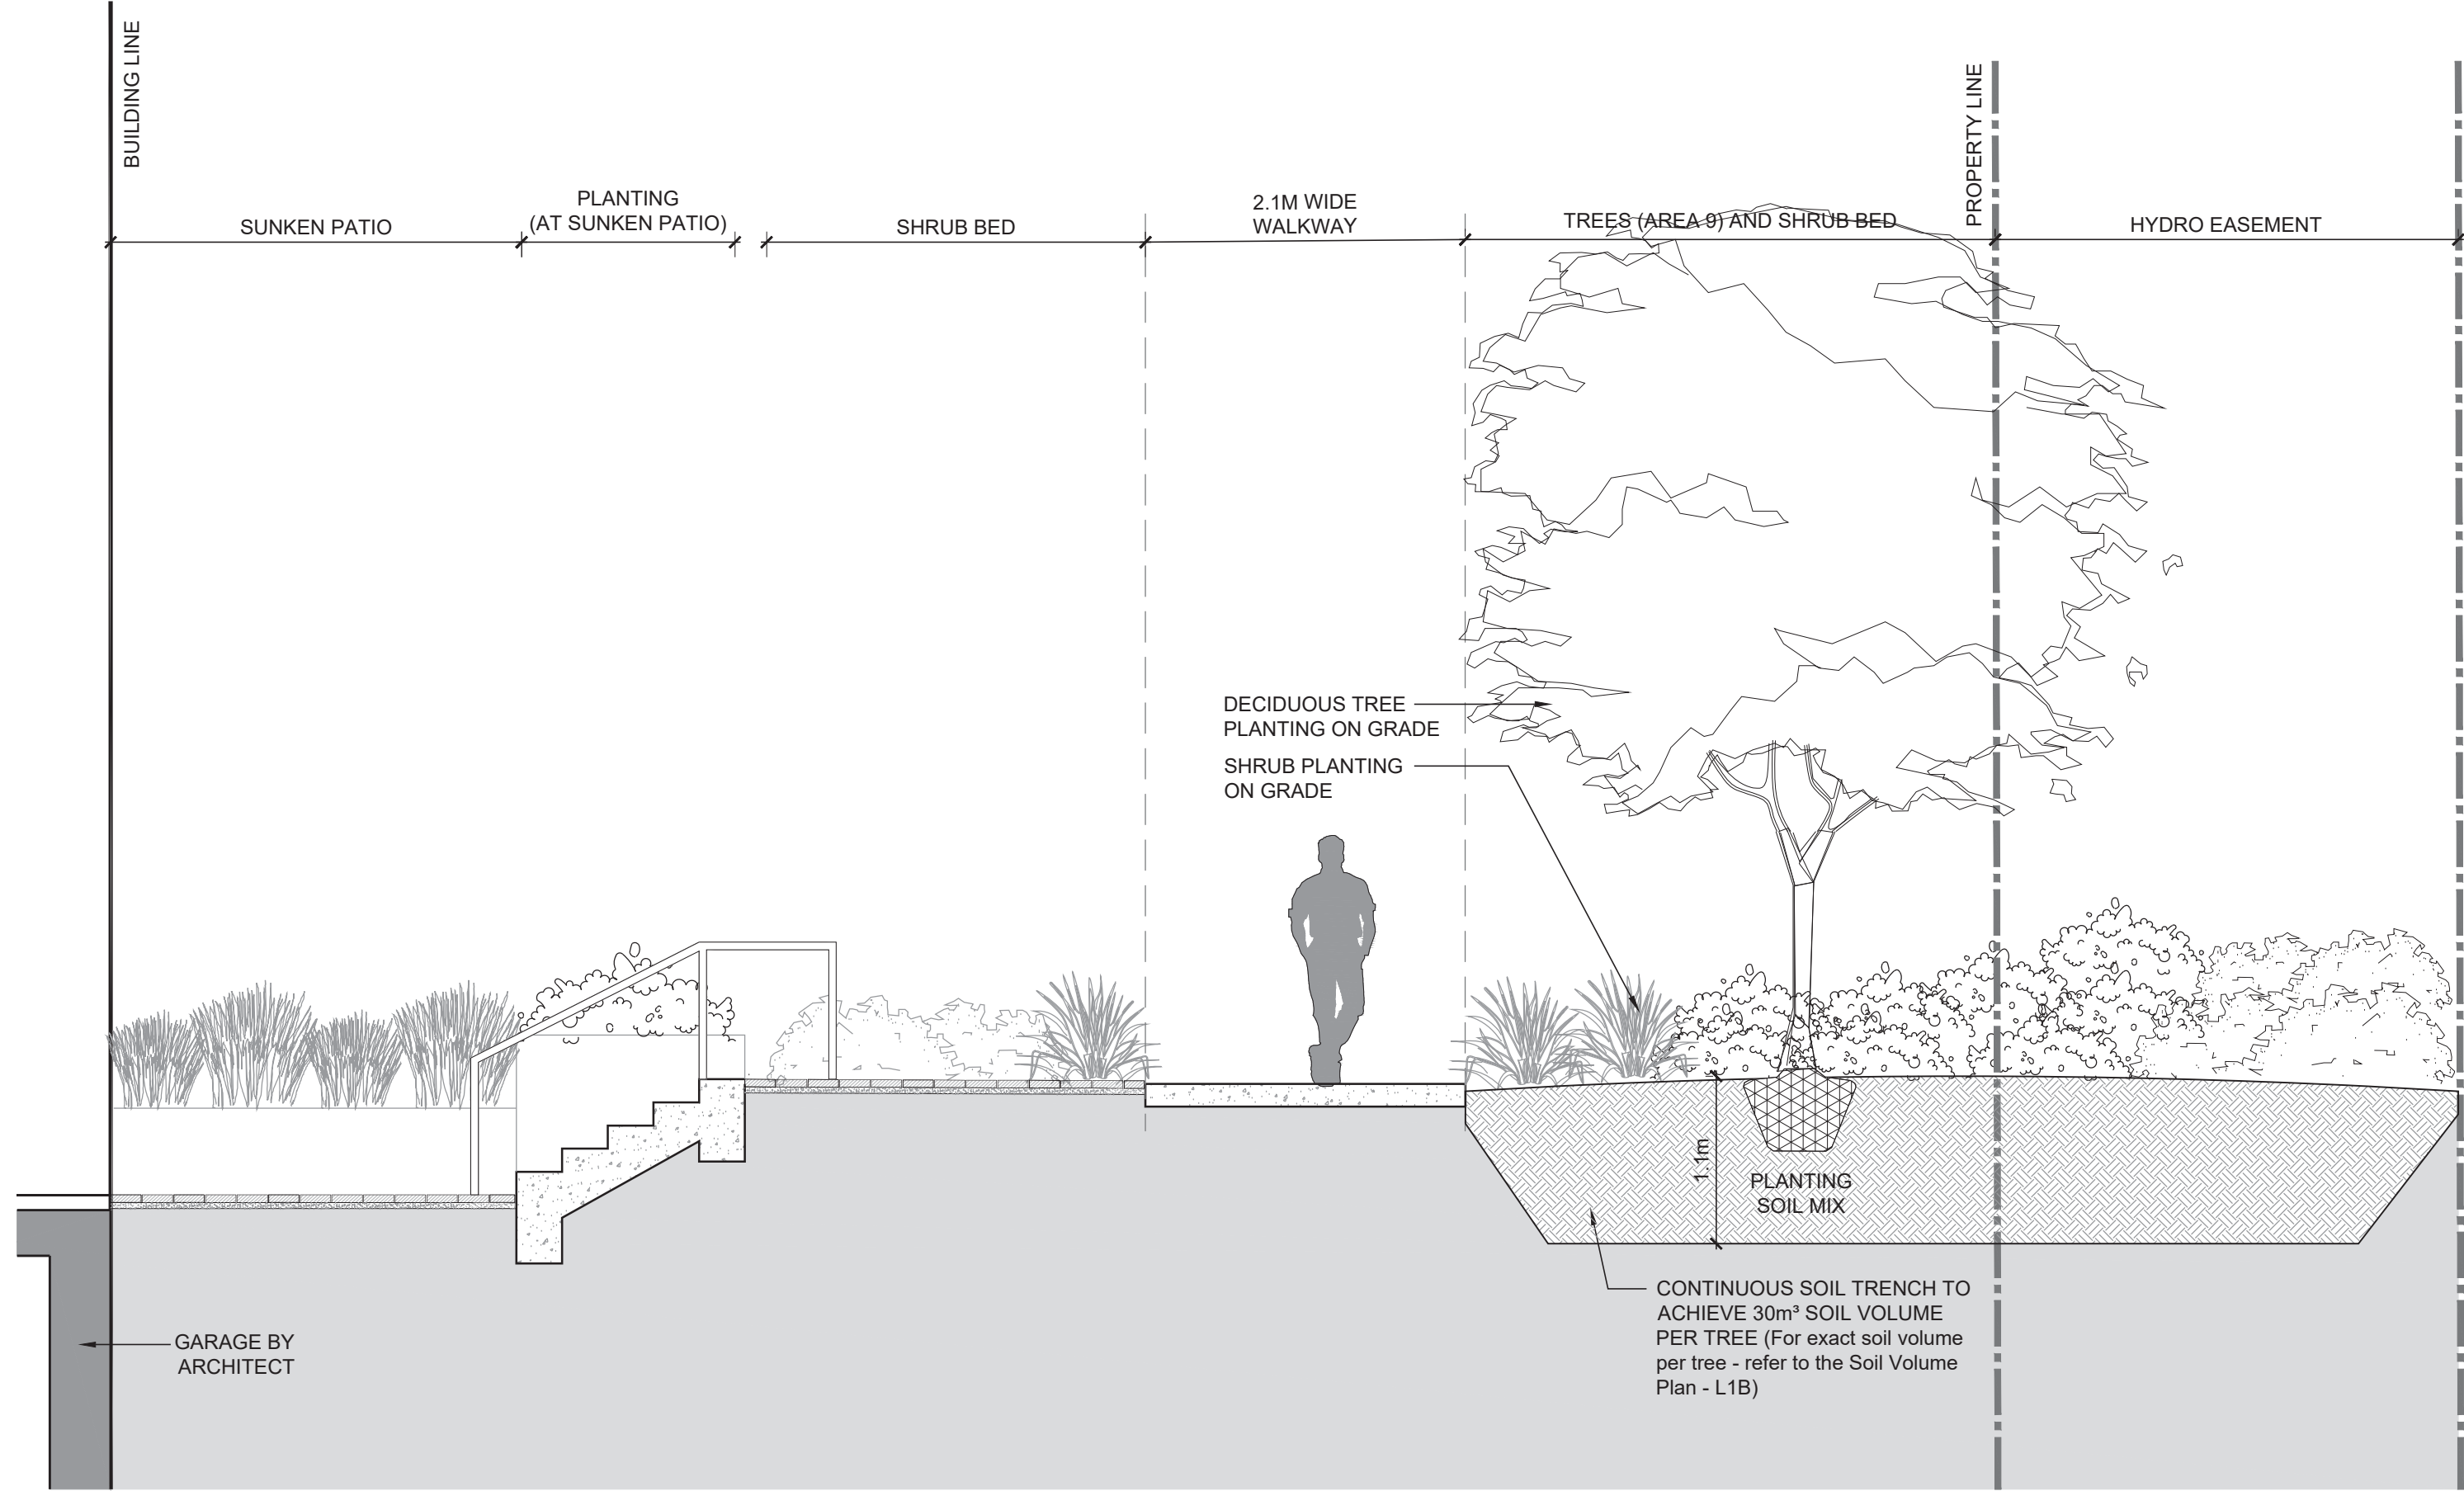 BUILDING LINE
SUNKEN PATIO
PLANTING
(AT SUNKEN PATIO)
SHRUB BED
2.1M WIDE
WALKWAY
TREES (AREA 9) AND SHRUB BED
PROPERTY LINE
HYDRO EASEMENT
DECIDUOUS TREE
PLANTING ON GRADE
SHRUB PLANTING
ON GRADE
1.1m
PLANTING
SOIL MIX
CONTINUOUS SOIL TRENCH TO
ACHIEVE 30m³ SOIL VOLUME
PER TREE (For exact soil volume
per tree - refer to the Soil Volume
Plan - L1B)
GARAGE BY
ARCHITECT